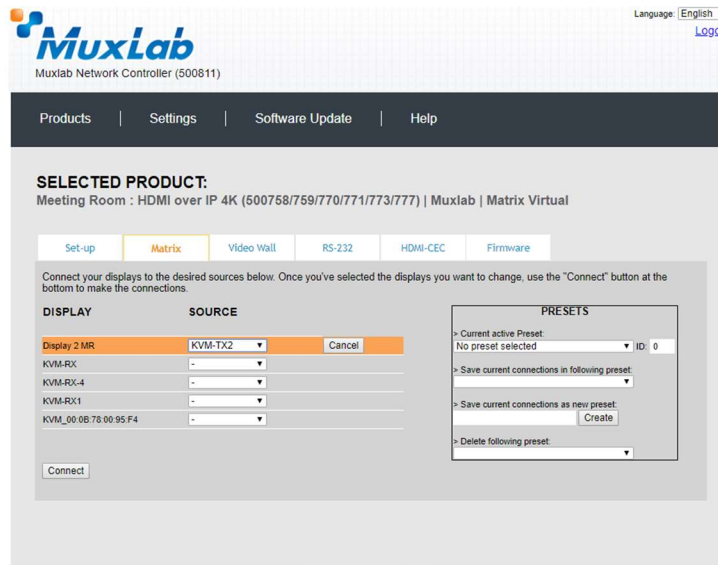 Language: English
MuxLab
Muxlab Network Controller (500811)
Products | Settings | Software Update | Help
SELECTED PRODUCT:
Meeting Room : HDMI over IP 4K (500758/759/770/771/773/777) | Muxlab | Matrix Virtual
Set-up Matrix Video Wall RS-232 HDMI-CEC Firmware
Connect your displays to the desired sources below. Once you've selected the displays you want to change, use the "Connect" button at the
bottom to make the connections.
DISPLAY SOURCE
Display 2 MR KVM-TX2 Cancel
KVM-RX -
KVM-RX-4 -
KVM-RX1 -
KVM_00:0B:78:00:95:F4 -
Connect
PRESETS
> Current active Preset:
No preset selected ID: 0
> Save current connections in following preset:
> Save current connections as new preset:
Create
> Delete following preset: